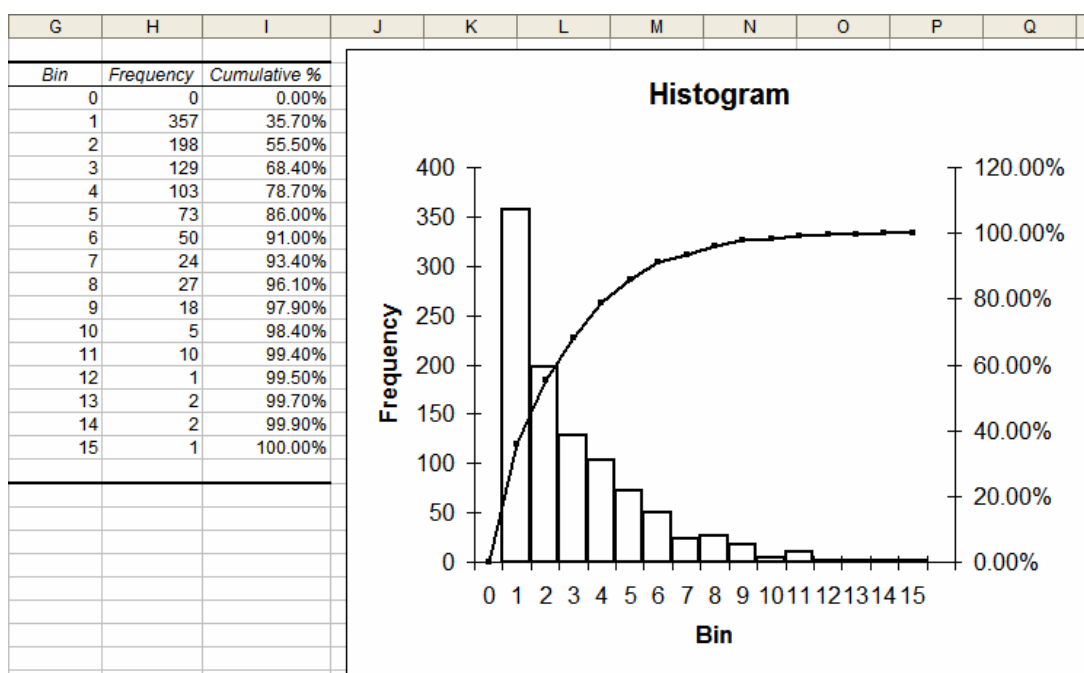 G H I J K L M N O P Q
Bin Frequency Cumulative %
0 0 0.00%
1 357 35.70%
2 198 55.50%
3 129 68.40%
4 103 78.70%
5 73 86.00%
6 50 91.00%
7 24 93.40%
8 27 96.10%
9 18 97.90%
10 5 98.40%
11 10 99.40%
12 1 99.50%
13 2 99.70%
14 2 99.90%
15 1 100.00%
Histogram
Frequency
400
350
300
250
200
150
100
50
0
120.00%
100.00%
80.00%
60.00%
40.00%
20.00%
0.00%
0 1 2 3 4 5 6 7 8 9 10 11 12 13 14 15
Bin